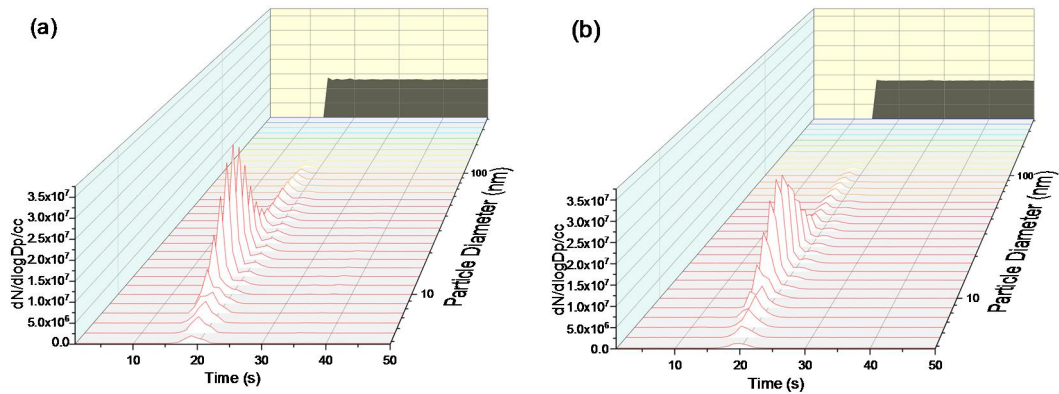 (a)
3.5x10⁷
3.0x10⁷
2.5x10⁷
2.0x10⁷
1.5x10⁷
1.0x10⁷
5.0x10⁶
0.0
dN/dlogDp/cc
10
20
30
40
50
Time (s)
10
100
Particle Diameter (nm)
(b)
3.5x10⁷
3.0x10⁷
2.5x10⁷
2.0x10⁷
1.5x10⁷
1.0x10⁷
5.0x10⁶
0.0
dN/dlogDp/cc
10
20
30
40
50
Time (s)
10
100
Particle Diameter (nm)